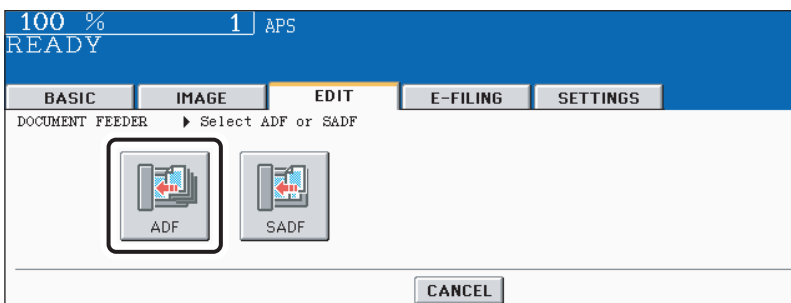 100 % 1 APS
READY
BASIC IMAGE EDIT E-FILING SETTINGS
DOCUMENT FEEDER ▶ Select ADF or SADF
ADF SADF
CANCEL